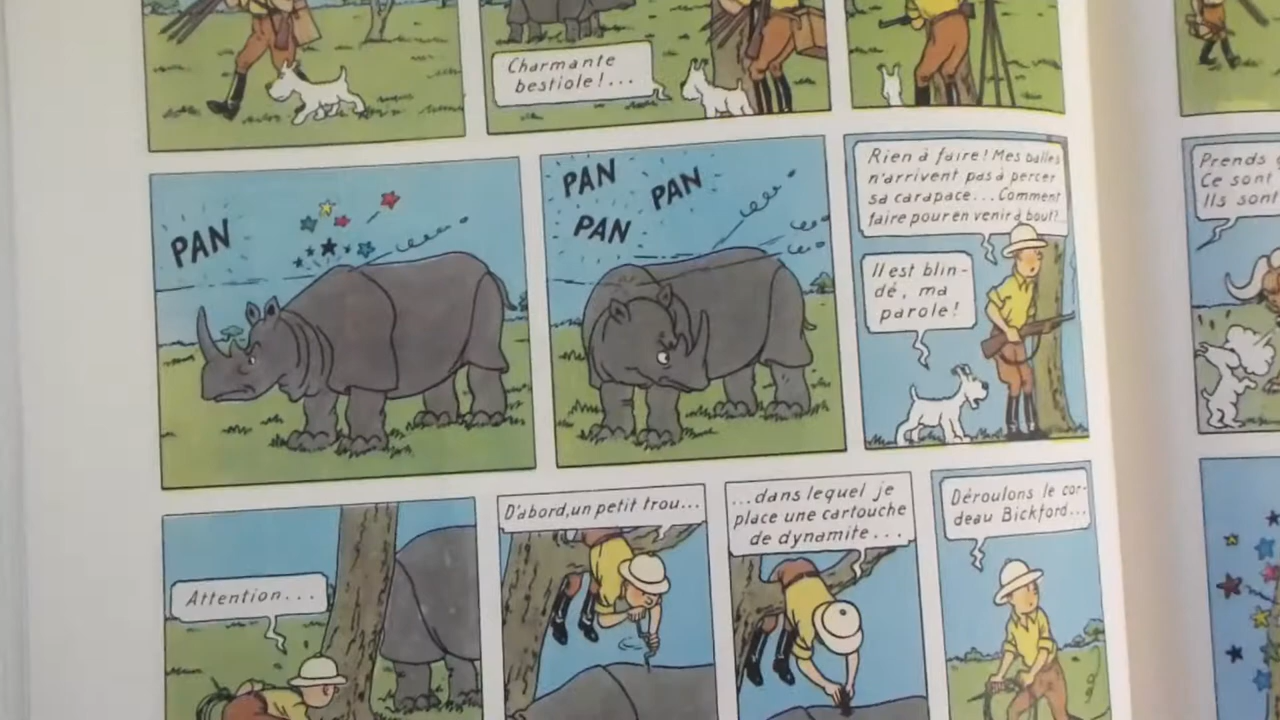 Charmante
bestiole!...
PAN
PAN
PAN
PAN
Rien à faire! Mes balles
n'arrivent pas à percer
sa carapace... Comment
faire pour en venir à bout?
Il est blin-
dé, ma
parole!
Prends
Ce sont
Ils sont
Attention...
D'abord, un petit trou...
...dans lequel je
place une cartouche
de dynamite...
Déroulons le cor-
deau Bickford...